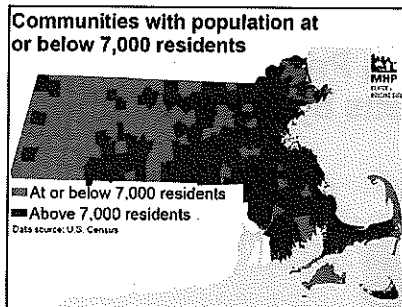 Communities with population at
or below 7,000 residents
MHP
At or below 7,000 residents
Above 7,000 residents
Data source: U.S. Census